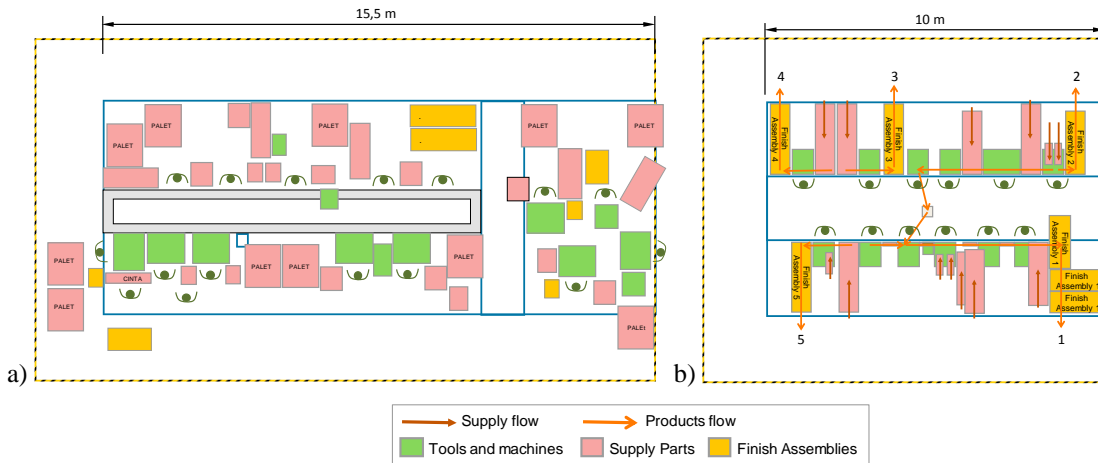 15,5 m
10 m
a)
PALET
PALET
PALET
PALET
PALET
PALET
PALET
CINTA
PALET
PALET
PALET
PALEt
b)
4
3
2
Finish
Assembly 4
Finish
Assembly 3
Finish
Assembly 2
Finish
Assembly 5
Finish
Assembly 1
Finish
Assembly
Finish
Assembly
5
1
Supply flow
Products flow
Tools and machines
Supply Parts
Finish Assemblies